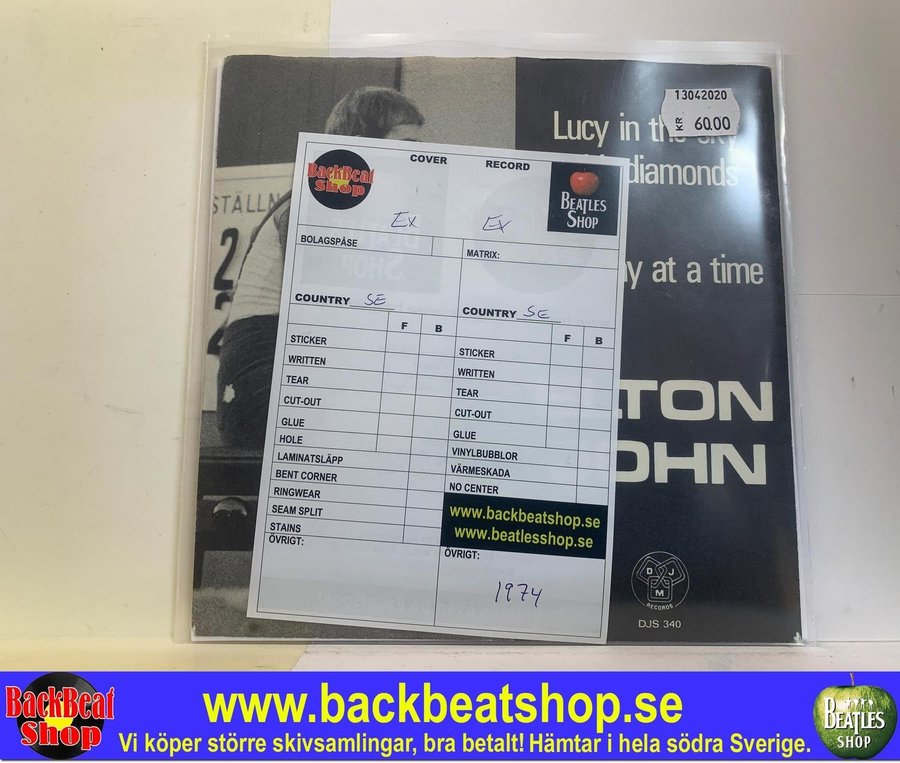 13042020
KR 60.00
Lucy in the sky
diamonds
at a time
JOHN
DJM
RECORDS
DJS 340
STÄLLN
2
BackBeat
Shop
COVER
RECORD
BEATLES
SHOP
Ex
Ex
BOLAGSPÅSE
MATRIX:
COUNTRY SE
COUNTRY SE
F B
F B
STICKER
WRITTEN
TEAR
CUT-OUT
GLUE
HOLE
LAMINATSLÄPP
BENT CORNER
RINGWEAR
SEAM SPLIT
STAINS
ÖVRIGT:
STICKER
WRITTEN
TEAR
CUT-OUT
GLUE
VINYLBUBBLOR
VÄRMESKADA
NO CENTER
www.backbeatshop.se
www.beatlesshop.se
ÖVRIGT:
1974
BackBeat
Shop
www.backbeatshop.se
Vi köper större skivsamlingar, bra betalt! Hämtar i hela södra Sverige.
BEATLES
SHOP